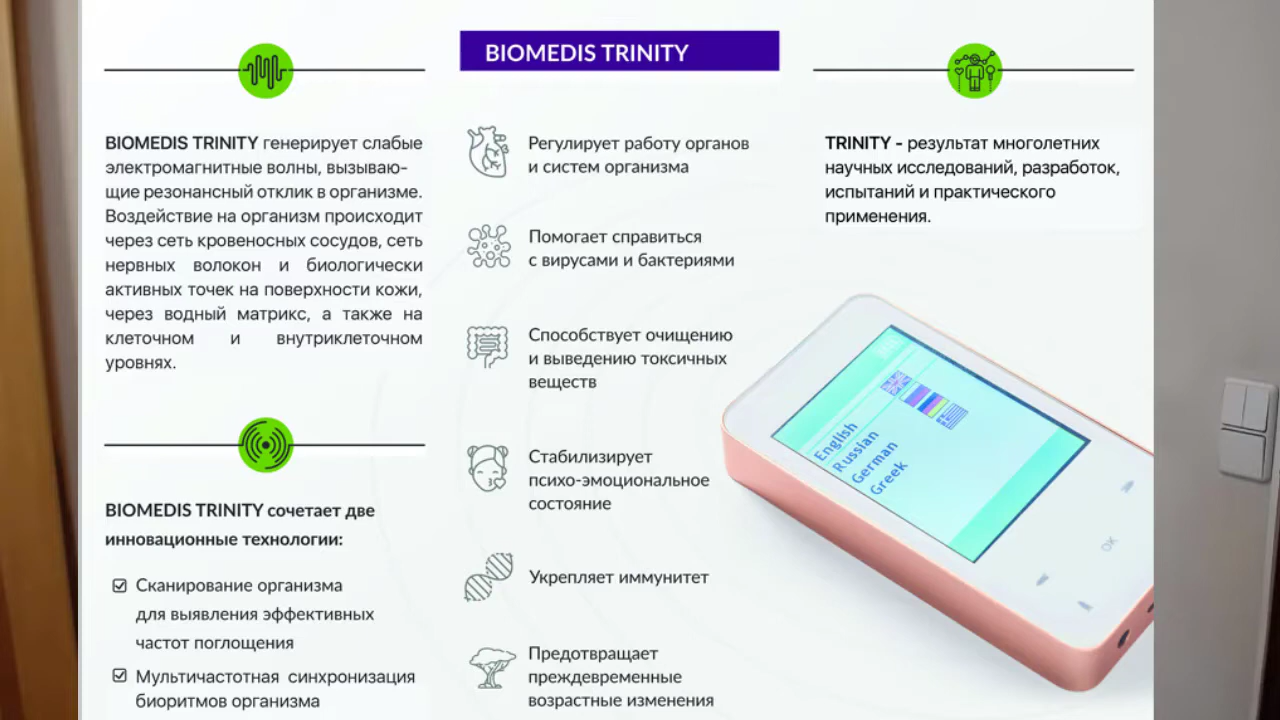 BIOMEDIS TRINITY
BIOMEDIS TRINITY генерирует слабые
электромагнитные волны, вызываю-
щие резонансный отклик в организме.
Воздействие на организм происходит
через сеть кровеносных сосудов, сеть
нервных волокон и биологически
активных точек на поверхности кожи,
через водный матрикс, а также на
клеточном и внутриклеточном
уровнях.
BIOMEDIS TRINITY сочетает две
инновационные технологии:
Сканирование организма
для выявления эффективных
частот поглощения
Мультичастотная синхронизация
биоритмов организма
Регулирует работу органов
и систем организма
Помогает справиться
с вирусами и бактериями
Способствует очищению
и выведению токсичных
веществ
Стабилизирует
психо-эмоциональное
состояние
Укрепляет иммунитет
Предотвращает
преждевременные
возрастные изменения
TRINITY - результат многолетних
научных исследований, разработок,
испытаний и практического
применения.
English
Russian
German
Greek
OK